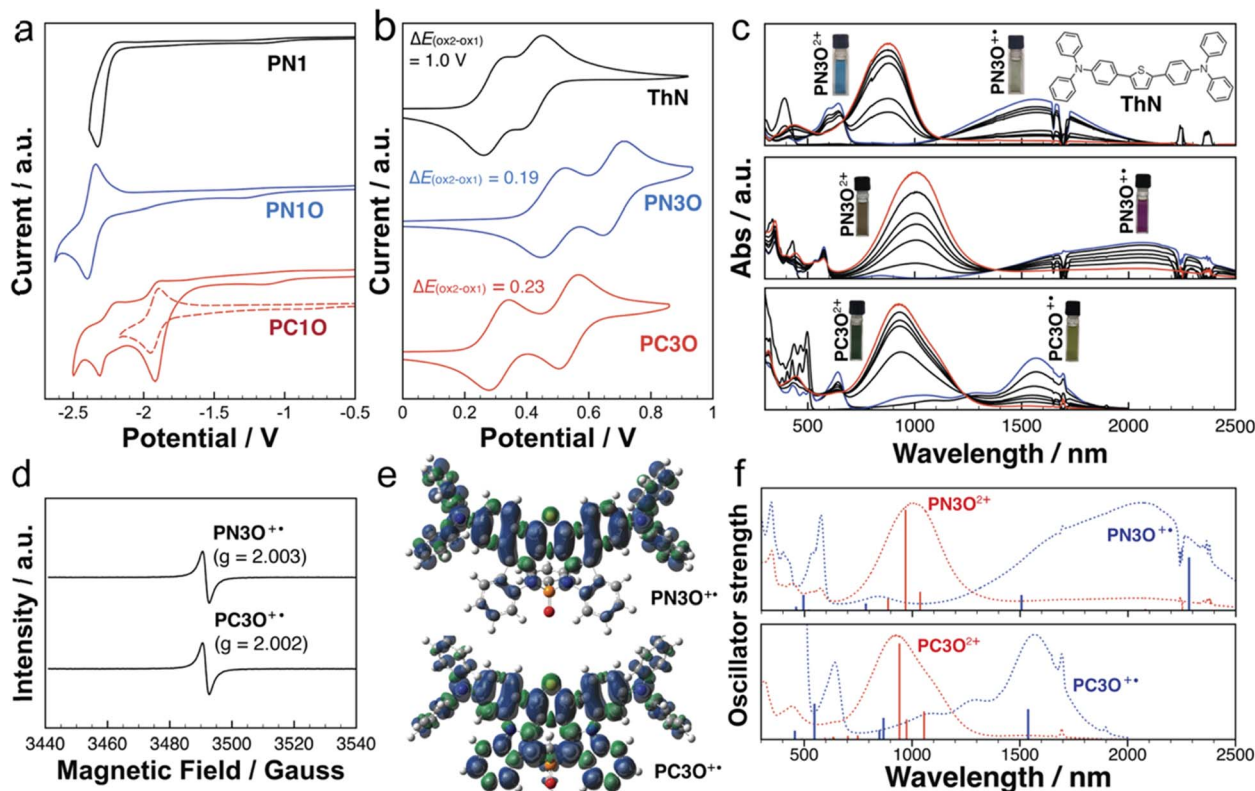 a
Current / a.u.
PN1
PN1O
PC1O
-2.5 -2 -1.5 -1 -0.5
Potential / V
b
Current / a.u.
ΔE(ox2-ox1)
= 1.0 V
ThN
ΔE(ox2-ox1) = 0.19
PN3O
ΔE(ox2-ox1) = 0.23
PC3O
0 0.2 0.4 0.6 0.8 1
Potential / V
c
Abs / a.u.
PN3O2+
PN3O+•
N
S
N
ThN
PN3O2+
PN3O+•
PC3O2+
PC3O+•
500 1000 1500 2000 2500
Wavelength / nm
d
Intensity / a.u.
PN3O+•
(g = 2.003)
PC3O+•
(g = 2.002)
3440 3460 3480 3500 3520 3540
Magnetic Field / Gauss
e
PN3O+•
PC3O+•
f
Oscillator strength
PN3O2+
PN3O+•
PC3O2+
PC3O+•
500 1000 1500 2000 2500
Wavelength / nm